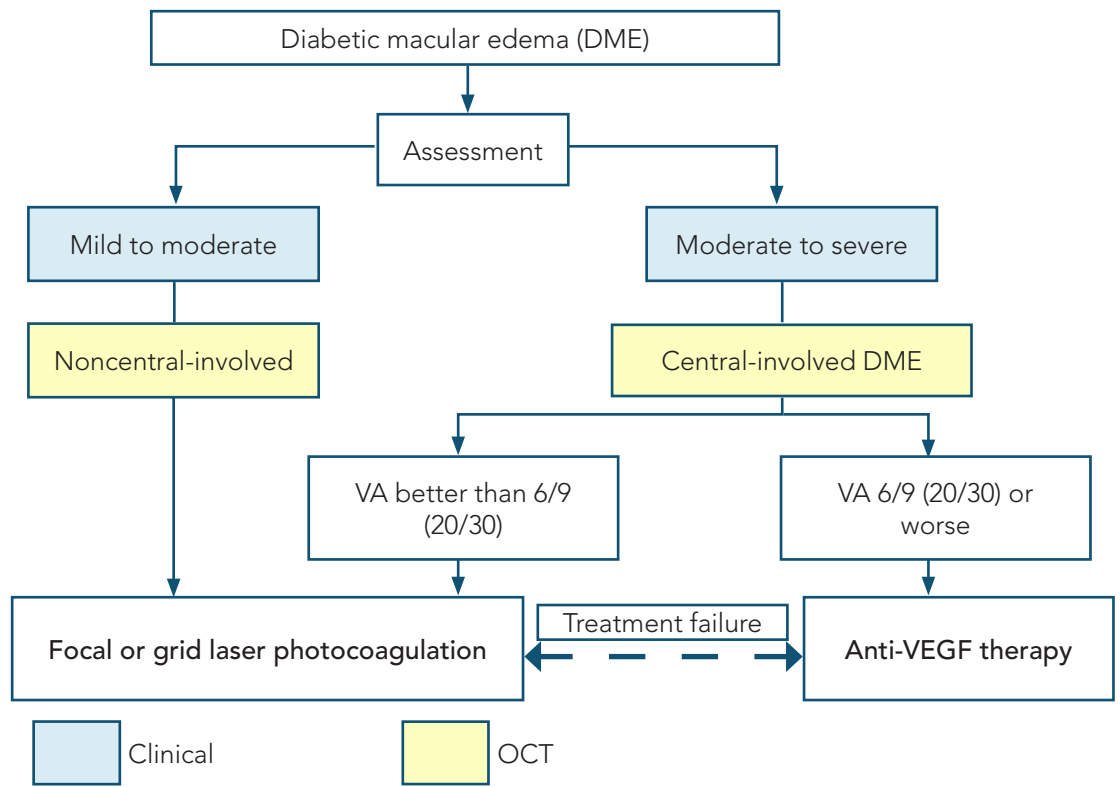 Diabetic macular edema (DME)
Assessment
Mild to moderate
Moderate to severe
Noncentral-involved
Central-involved DME
VA better than 6/9
(20/30)
VA 6/9 (20/30) or
worse
Focal or grid laser photocoagulation
Treatment failure
Anti-VEGF therapy
Clinical
OCT